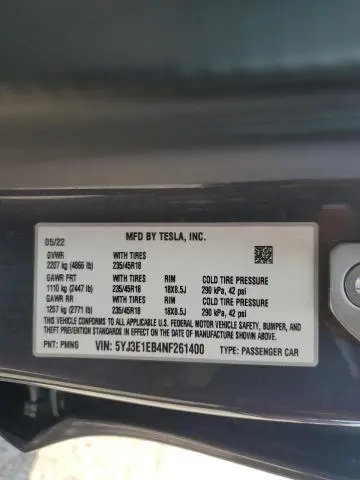 MFD BY TESLA, INC.
05/22
GVWR WITH TIRES
2207 kg (4866 lb) 235/45R18
GAWR FRT WITH TIRES RIM COLD TIRE PRESSURE
1110 kg (2447 lb) 235/45R18 18X8.5J 290 kPa, 42 psi
GAWR RR WITH TIRES RIM COLD TIRE PRESSURE
1257 kg (2771 lb) 235/45R18 18X8.5J 290 kPa, 42 psi
THIS VEHICLE CONFORMS TO ALL APPLICABLE FEDERAL MOTOR VEHICLE SAFETY, BUMPER, AND
THEFT PREVENTION STANDARDS IN EFFECT ON THE DATE OF MANUFACTURE SHOWN ABOVE.
PNT: PMNG VIN: 5YJ3E1EB4NF261400 TYPE: PASSENGER CAR